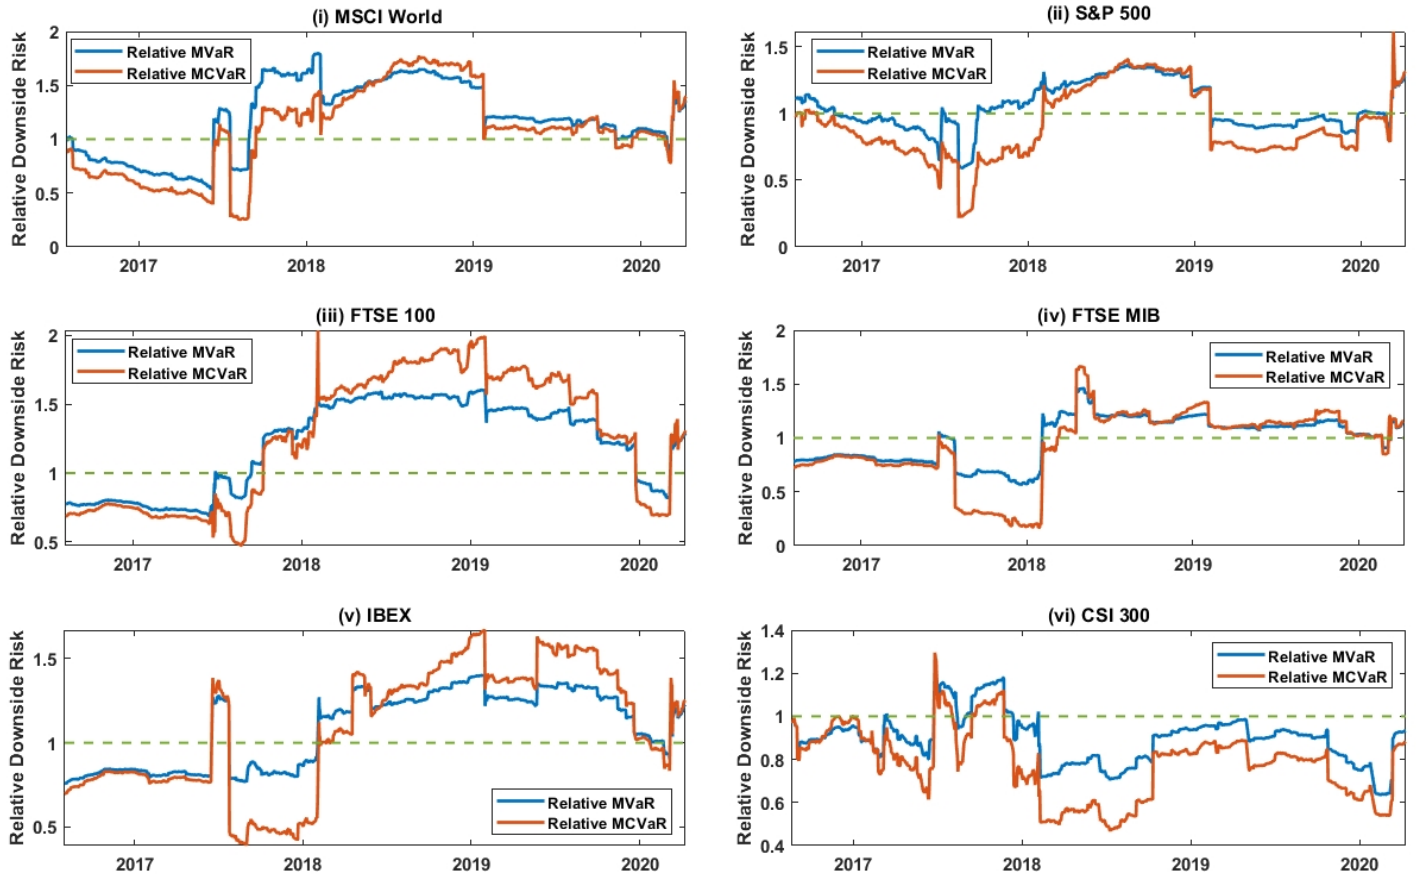 (i) MSCI World
Relative Downside Risk
2
1.5
1
0.5
0
Relative MVaR
Relative MCVaR
2017 2018 2019 2020
(ii) S&P 500
Relative Downside Risk
1.5
1
0.5
0
Relative MVaR
Relative MCVaR
2017 2018 2019 2020
(iii) FTSE 100
Relative Downside Risk
2
1.5
1
0.5
Relative MVaR
Relative MCVaR
2017 2018 2019 2020
(iv) FTSE MIB
Relative Downside Risk
2
1.5
1
0.5
0
Relative MVaR
Relative MCVaR
2017 2018 2019 2020
(v) IBEX
Relative Downside Risk
1.5
1
0.5
Relative MVaR
Relative MCVaR
2017 2018 2019 2020
(vi) CSI 300
Relative Downside Risk
1.4
1.2
1
0.8
0.6
0.4
Relative MVaR
Relative MCVaR
2017 2018 2019 2020